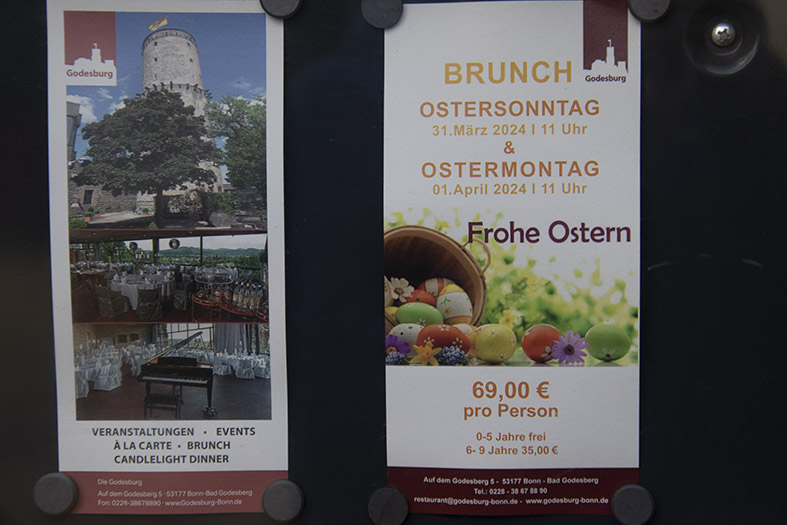 Godesburg
VERANSTALTUNGEN • EVENTS
À LA CARTE • BRUNCH
CANDLELIGHT DINNER
Die Godesburg
Auf dem Godesberg 5 · 53177 Bonn-Bad Godesberg
Fon: 0228-38678890 · www.Godesburg-Bonn.de
Godesburg
BRUNCH
OSTERSONNTAG
31.März 2024 I 11 Uhr
&
OSTERMONTAG
01.April 2024 I 11 Uhr
Frohe Ostern
69,00 €
pro Person
0-5 Jahre frei
6- 9 Jahre 35,00 €
Auf dem Godesberg 5 - 53177 Bonn - Bad Godesberg
Tel.: 0228 - 38 67 88 90
restaurant@godesburg-bonn.de - www.godesburg-bonn.de